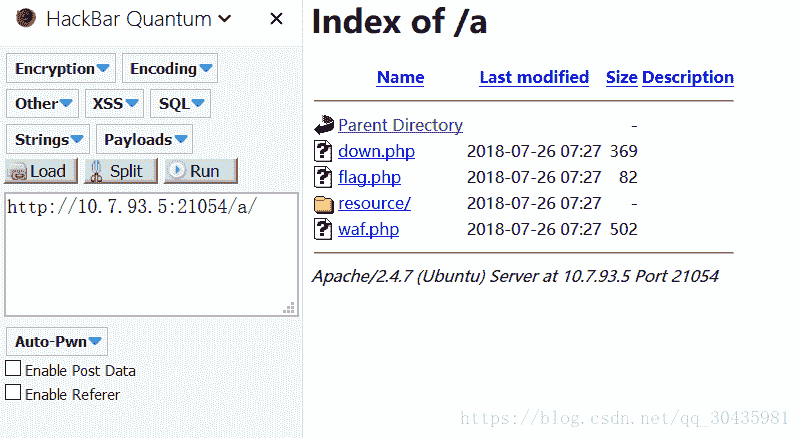 HackBar Quantum
Encryption Encoding
Other XSS SQL
Strings Payloads
Load Split Run
http://10.7.93.5:21054/a/
Auto-Pwn
Enable Post Data
Enable Referer
Index of /a
Name Last modified Size Description
Parent Directory -
down.php 2018-07-26 07:27 369
flag.php 2018-07-26 07:27 82
resource/ 2018-07-26 07:27 -
waf.php 2018-07-26 07:27 502
Apache/2.4.7 (Ubuntu) Server at 10.7.93.5 Port 21054
https://blog.csdn.net/qq_30435981